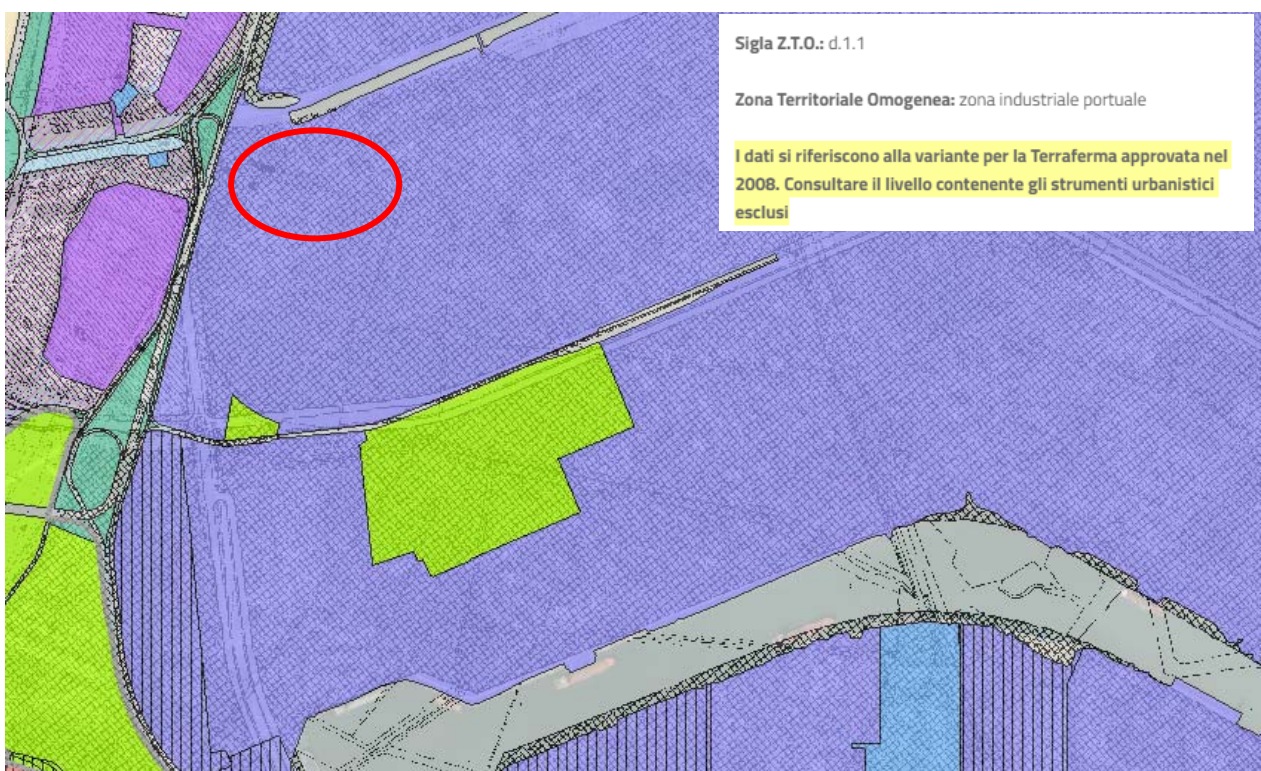 Sigla Z.T.O.: d.1.1
Zona Territoriale Omogenea: zona industriale portuale
I dati si riferiscono alla variante per la Terraferma approvata nel
2008. Consultare il livello contenente gli strumenti urbanistici
esclusi